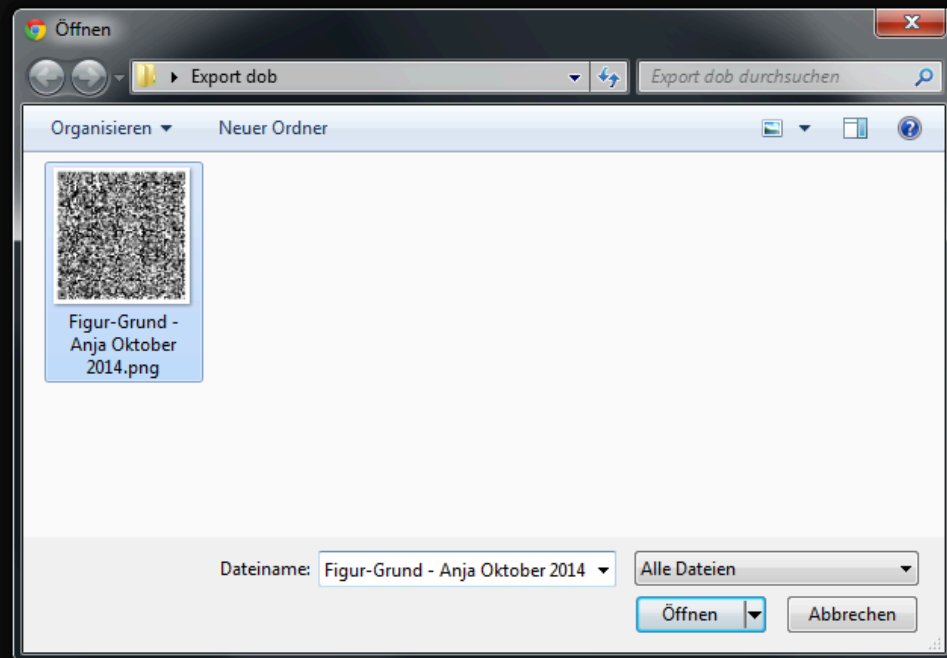 Öffnen
Export dob
Export dob durchsuchen
Organisieren
Neuer Ordner
Figur-Grund -
Anja Oktober
2014.png
Dateiname:
Figur-Grund - Anja Oktober 2014
Alle Dateien
Öffnen
Abbrechen